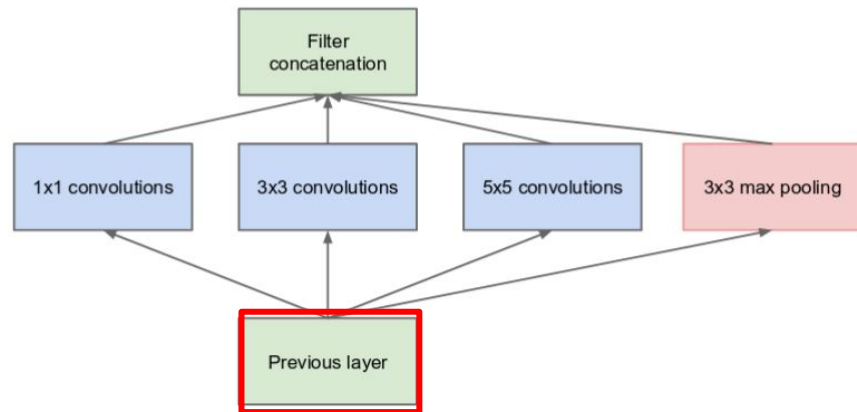 Filter
concatenation
1x1 convolutions
3x3 convolutions
5x5 convolutions
3x3 max pooling
Previous layer